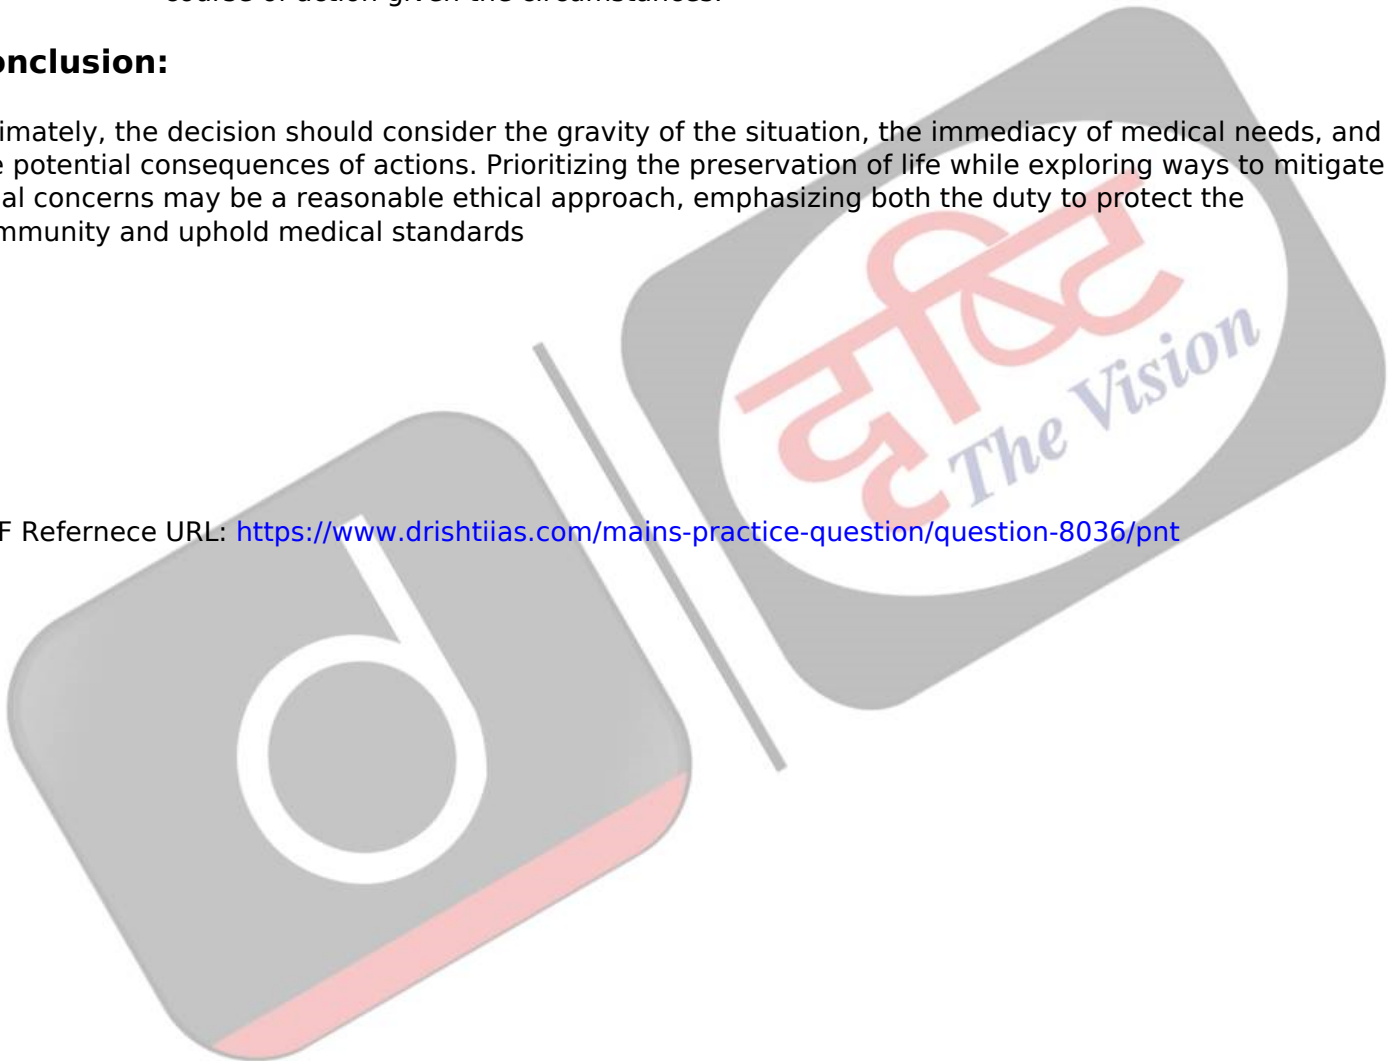 course of action given the circumstances.
onclusion:
imately, the decision should consider the gravity of the situation, the immediacy of medical needs, and
e potential consequences of actions. Prioritizing the preservation of life while exploring ways to mitigate
al concerns may be a reasonable ethical approach, emphasizing both the duty to protect the
mmunity and uphold medical standards
दृष्टि
The Vision
F Refernece URL: https://www.drishtiias.com/mains-practice-question/question-8036/pnt
d